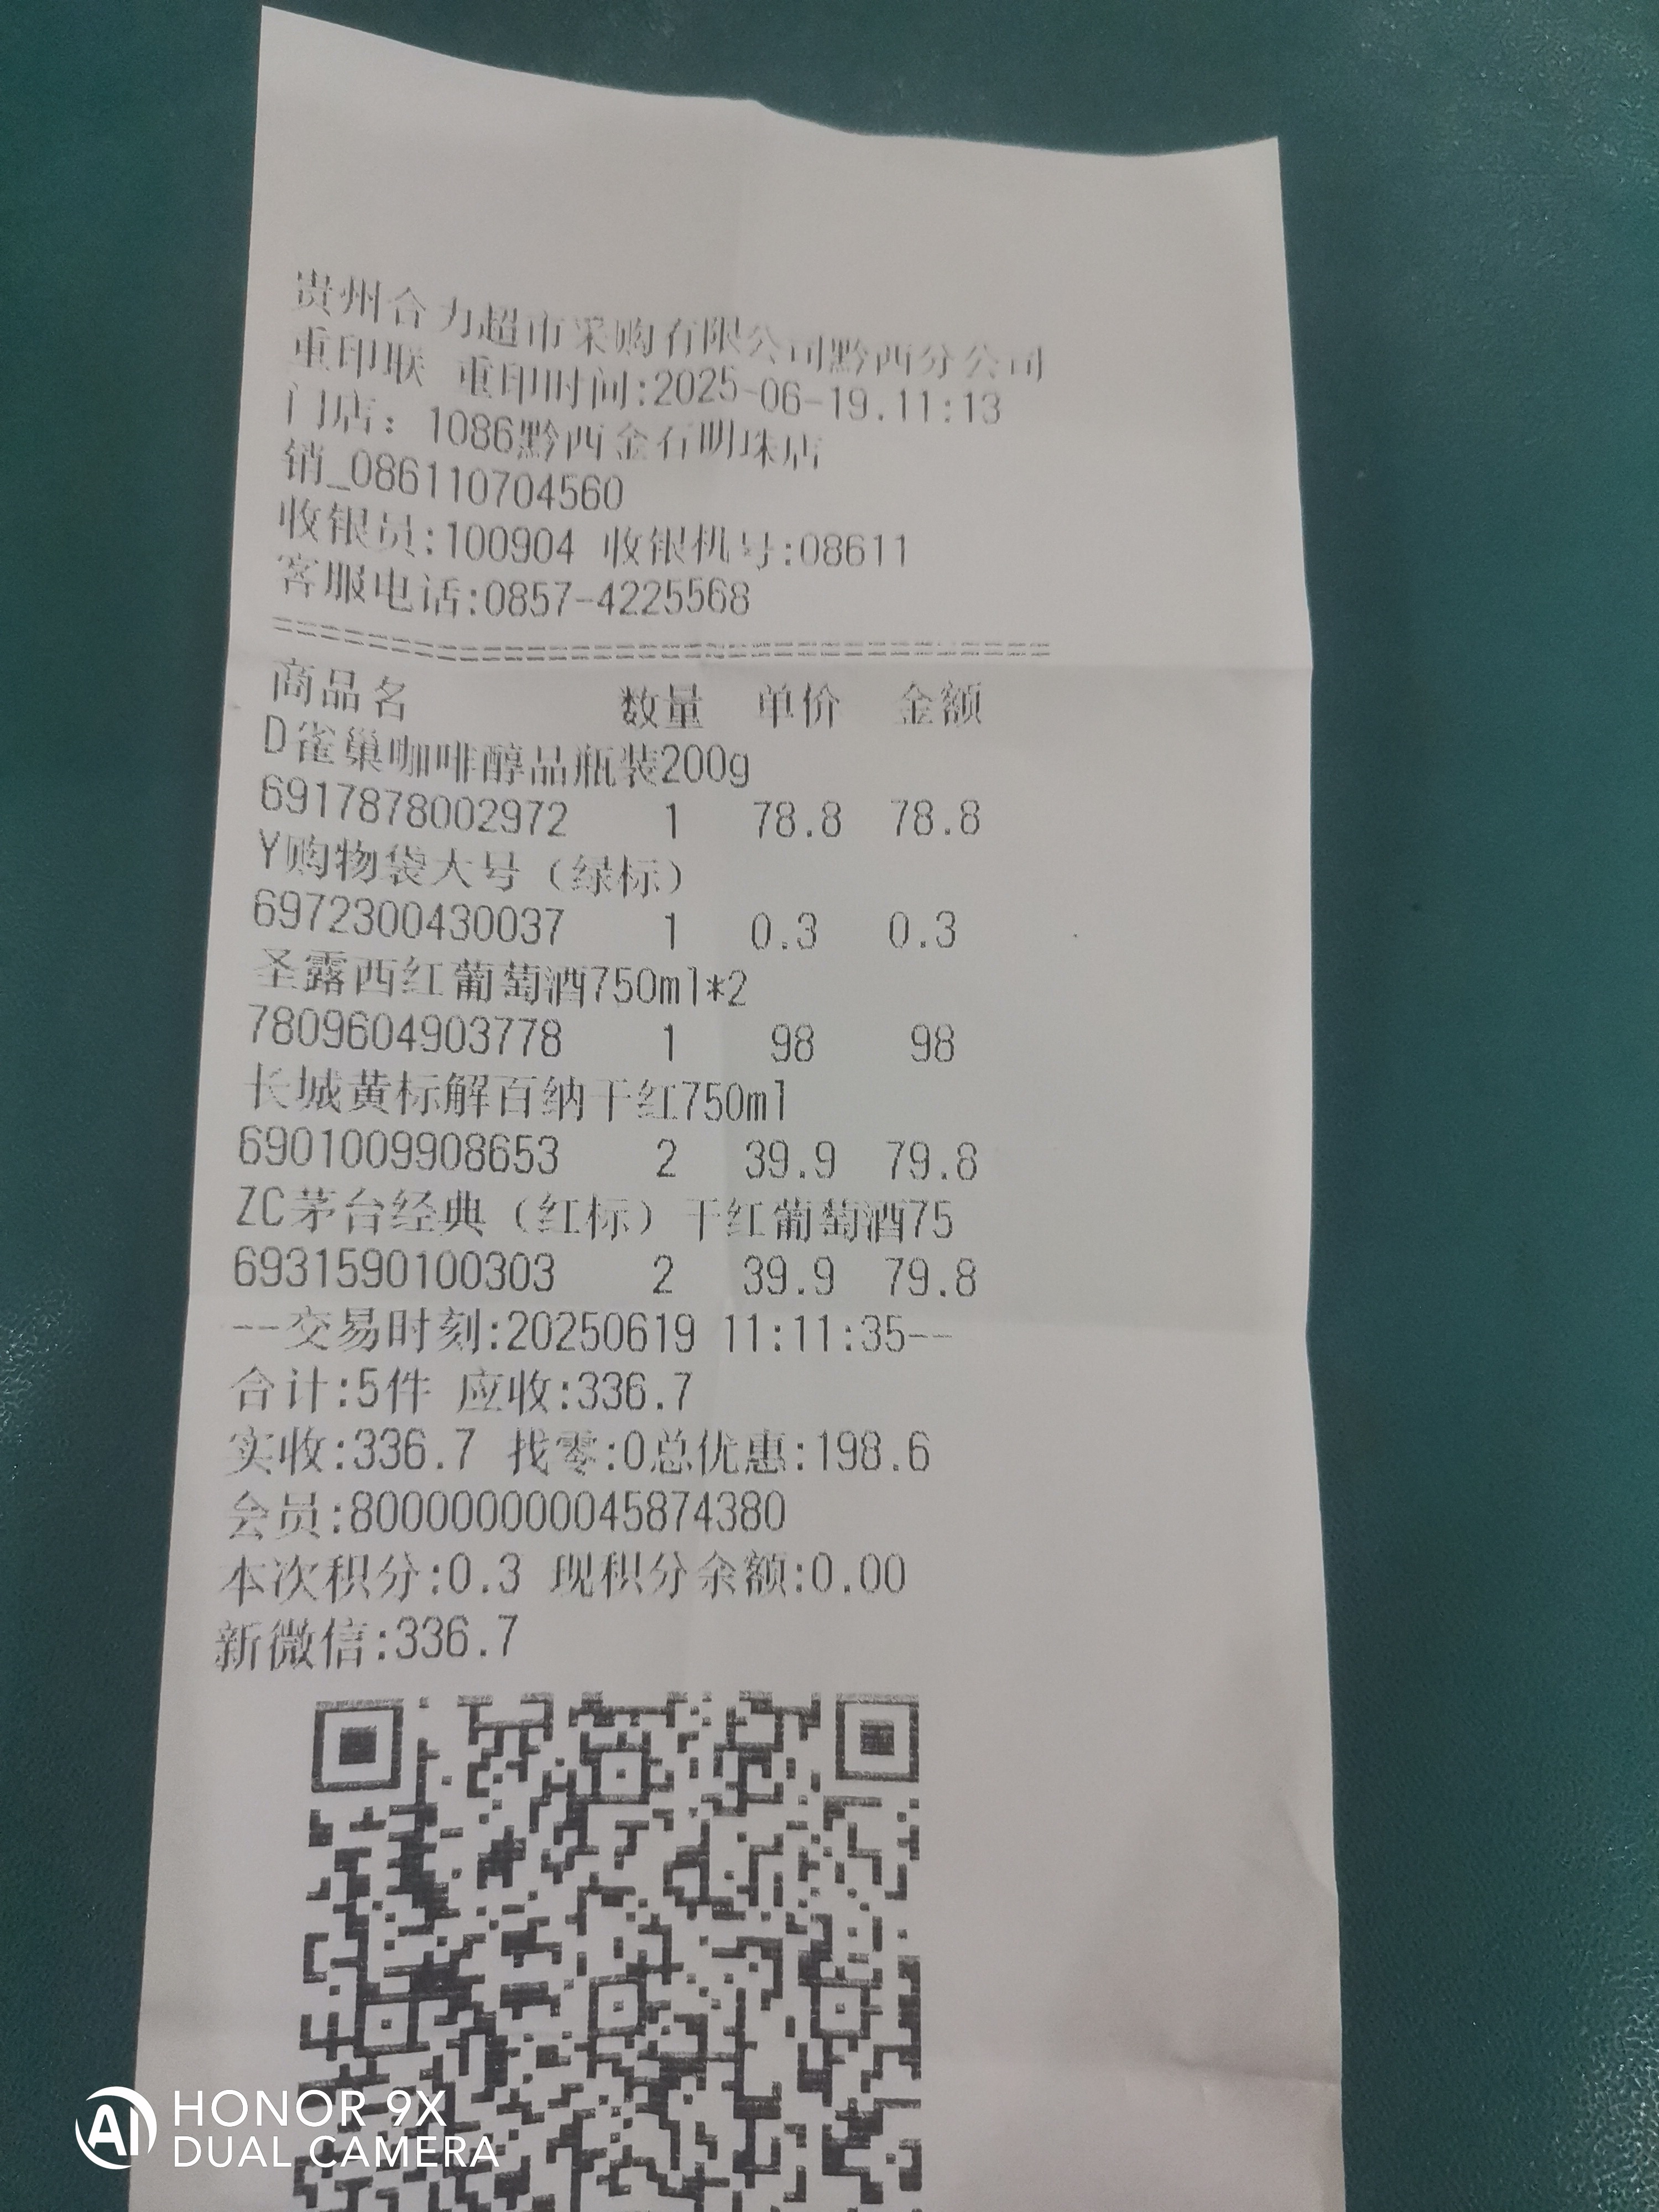 贵州合力超市采购有限公司黔西分公司
重印联 重印时间:2025-06-19.11:13
门店：1086黔西金石明珠店
销_086110704560
收银员:100904 收银机号:08611
客服电话:0857-4225568
商品名 数量 单价 金额
D雀巢咖啡醇品瓶装200g
6917878002972 1 78.8 78.8
Y购物袋大号（绿标）
6972300430037 1 0.3 0.3
圣露西红葡萄酒750ml*2
7809604903778 1 98 98
长城黄标解百纳干红750ml
6901009908653 2 39.9 79.8
ZC茅台经典（红标）干红葡萄酒75
6931590100303 2 39.9 79.8
--交易时刻:20250619 11:11:35--
合计:5件 应收:336.7
实收:336.7 找零:0总优惠:198.6
会员:800000000045874380
本次积分:0.3 现积分余额:0.00
新微信:336.7
AI HONOR 9X
DUAL CAMERA